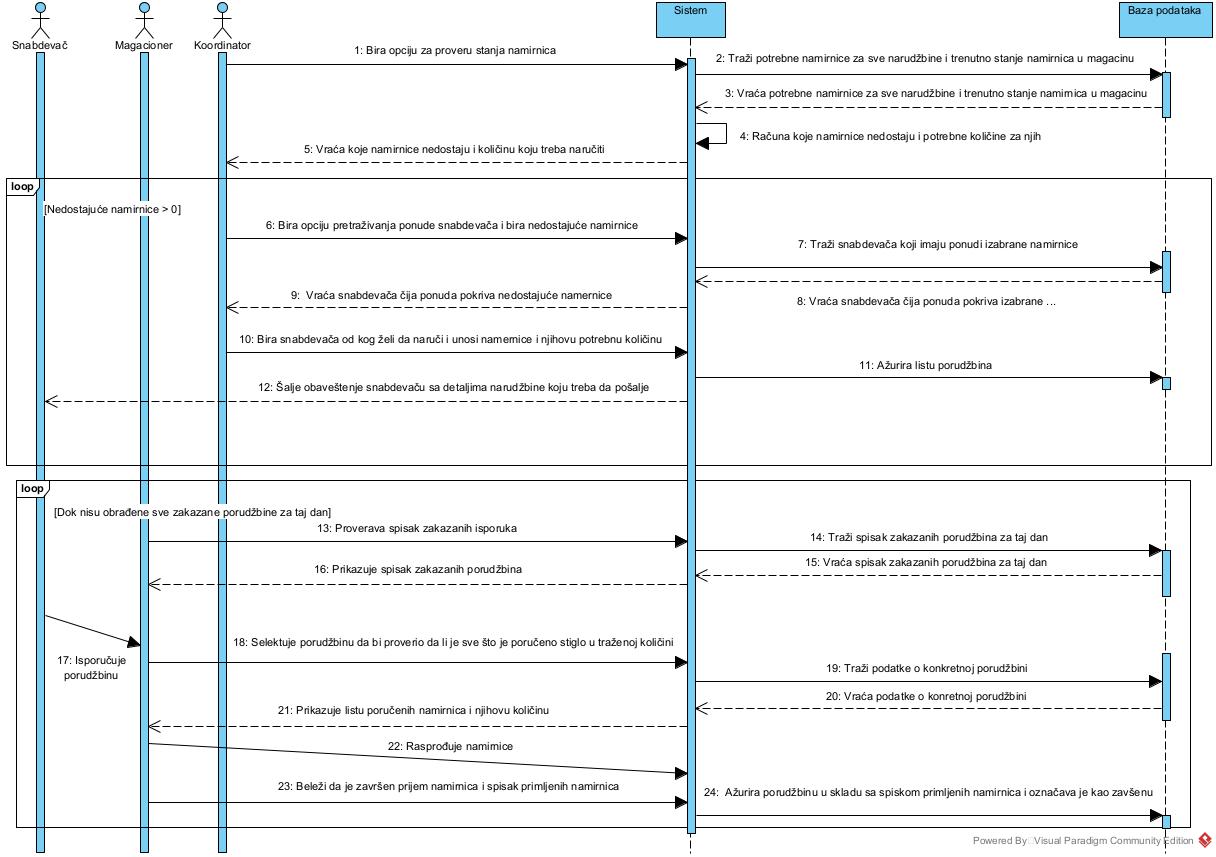 Snabdevač
Magacioner
Koordinator
Sistem
Baza podataka
1: Bira opciju za proveru stanja namirnica
2: Traži potrebne namirnice za sve narudžbine i trenutno stanje namirnica u magacinu
3: Vraća potrebne namirnice za sve narudžbine i trenutno stanje namirnica u magacinu
4: Računa koje namirnice nedostaju i potrebne količine za njih
5: Vraća koje namirnice nedostaju i količinu koju treba naručiti
loop
[Nedostajuće namirnice > 0]
6: Bira opciju pretraživanja ponude snabdevača i bira nedostajuće namirnice
7: Traži snabdevača koji imaju ponudi izabrane namirnice
8: Vraća snabdevača čija ponuda pokriva izabrane ...
9: Vraća snabdevača čija ponuda pokriva nedostajuće namernice
10: Bira snabdevača od kog želi da naruči i unosi namernice i njihovu potrebnu količinu
11: Ažurira listu porudžbina
12: Šalje obaveštenje snabdevaču sa detaljima narudžbine koju treba da pošalje
loop
[Dok nisu obrađene sve zakazane porudžbine za taj dan]
13: Proverava spisak zakazanih isporuka
14: Traži spisak zakazanih porudžbina za taj dan
15: Vraća spisak zakazanih porudžbina za taj dan
16: Prikazuje spisak zakazanih porudžbina
17: Isporučuje
porudžbinu
18: Selektuje porudžbinu da bi proverio da li je sve što je poručeno stiglo u traženoj količini
19: Traži podatke o konkretnoj porudžbini
20: Vraća podatke o konretnoj porudžbini
21: Prikazuje listu poručenih namirnica i njihovu količinu
22: Rasprođuje namirnice
23: Beleži da je završen prijem namirnica i spisak primljenih namirnica
24: Ažurira porudžbinu u skladu sa spiskom primljenih namirnica i označava je kao zavšenu
Powered By Visual Paradigm Community Edition